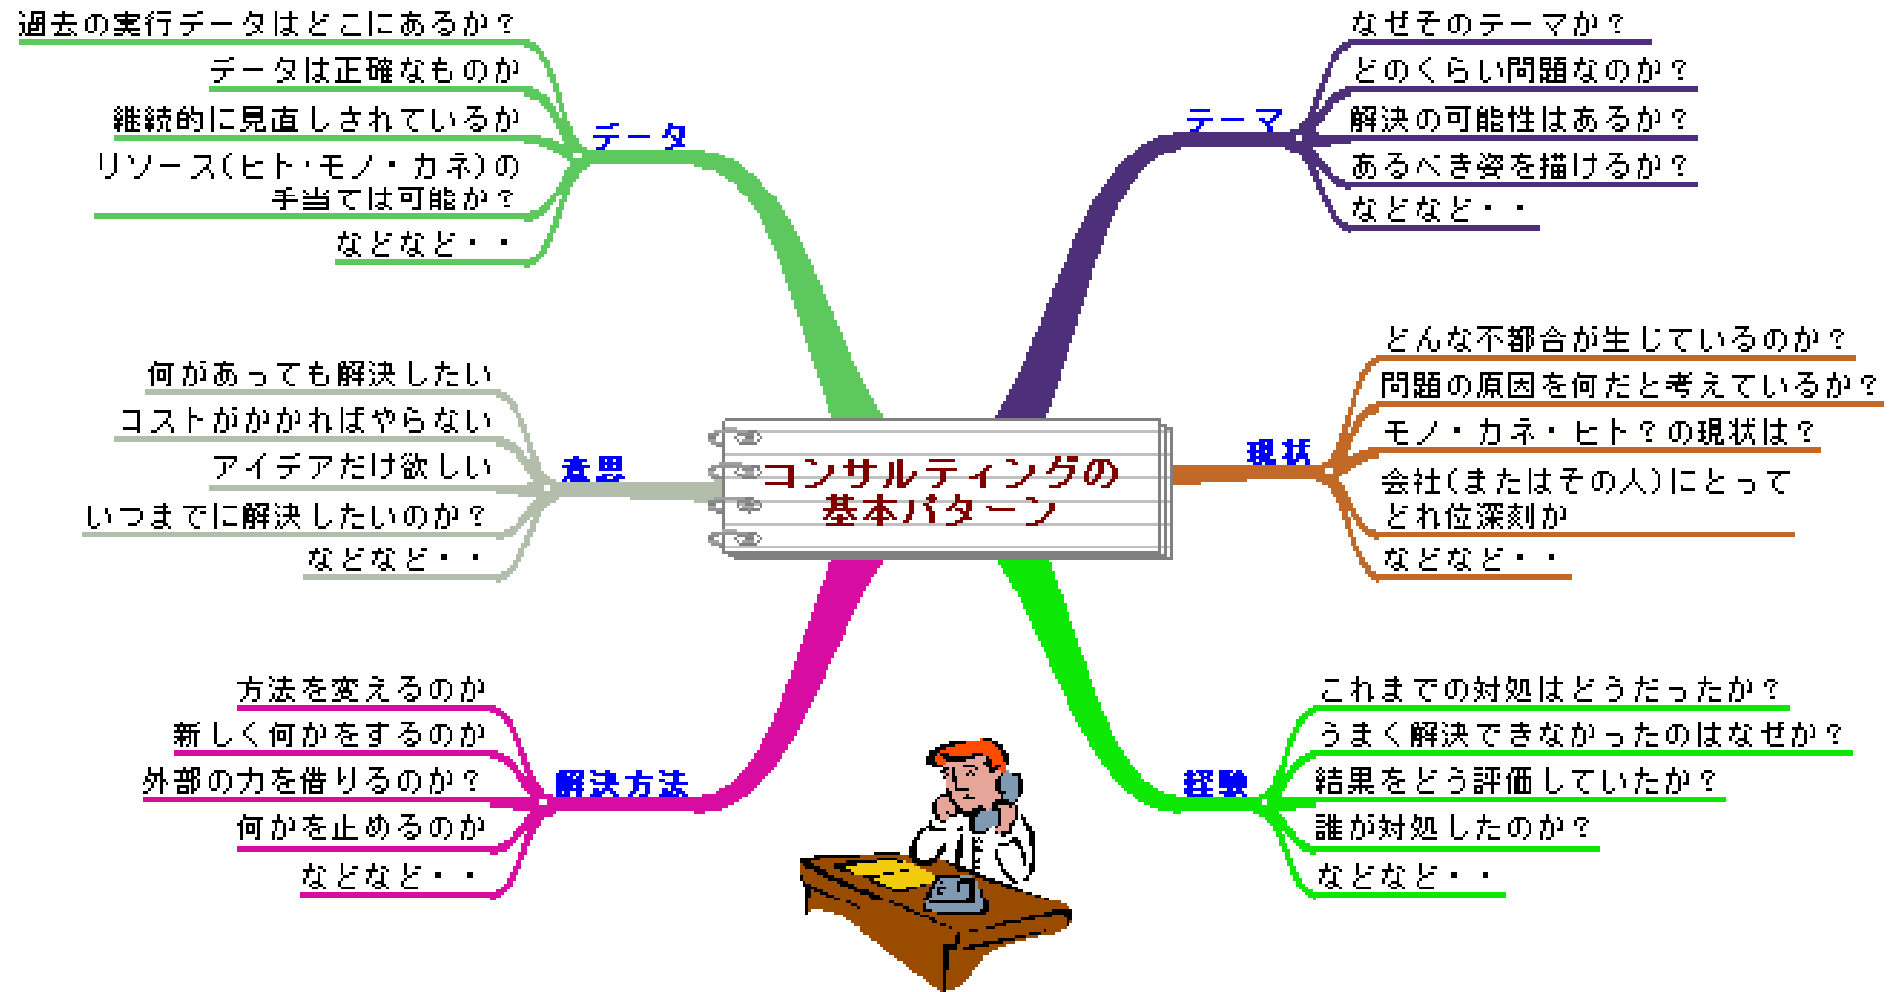 コンサルティングの
基本パターン
テーマ
なぜそのテーマか？
どのくらい問題なのか？
解決の可能性はあるか？
あるべき姿を描けるか？
などなど・・
現状
どんな不都合が生じているのか？
問題の原因を何だと考えているか？
モノ・カネ・ヒト？の現状は？
会社(またはその人)にとって
どれ位深刻か
などなど・・
経験
これまでの対処はどうだったか？
うまく解決できなかったのはなぜか？
結果をどう評価していたか？
誰が対処したのか？
などなど・・
解決方法
方法を変えるのか
新しく何かをするのか
外部の力を借りるのか？
何かを止めるのか
などなど・・
意思
何があっても解決したい
コストがかかればやらない
アイデアだけ欲しい
いつまでに解決したいのか？
などなど・・
データ
過去の実行データはどこにあるか？
データは正確なものか
継続的に見直しされているか
リソース(ヒト・モノ・カネ)の
手当ては可能か？
などなど・・